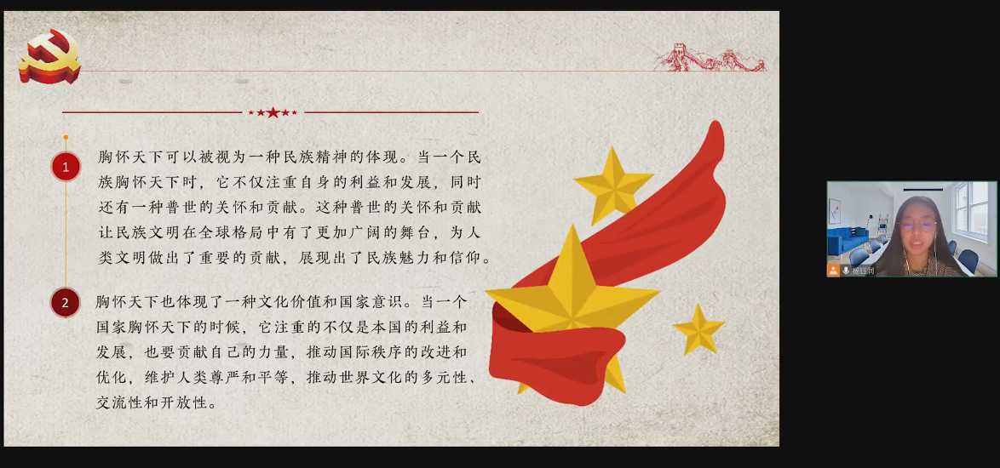 1
胸怀天下可以被视为一种民族精神的体现。当一个民
族胸怀天下时，它不仅注重自身的利益和发展，同时
还有一种普世的关怀和贡献。这种普世的关怀和贡献
让民族文明在全球格局中有了更加广阔的舞台，为人
类文明做出了重要的贡献，展现出了民族魅力和信仰。
2
胸怀天下也体现了一种文化价值和国家意识。当一个
国家胸怀天下的时候，它注重的不仅是本国的利益和
发展，也要贡献自己的力量，推动国际秩序的改进和
优化，维护人类尊严和平等，推动世界文化的多元性、
交流性和开放性。